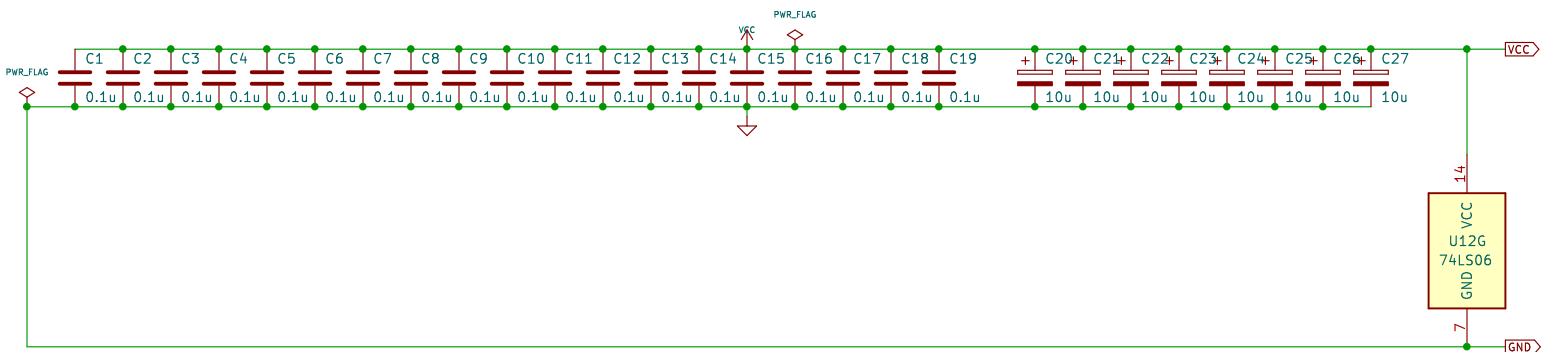 PWR_FLAG
VCC
C1 C2 C3 C4 C5 C6 C7 C8 C9 C10 C11 C12 C13 C14 C15 C16 C17 C18 C19 + C20 + C21 + C22 + C23 + C24 + C25 + C26 + C27 VCC
PWR_FLAG
0.1u 0.1u 0.1u 0.1u 0.1u 0.1u 0.1u 0.1u 0.1u 0.1u 0.1u 0.1u 0.1u 0.1u 0.1u 0.1u 0.1u 0.1u 0.1u 10u 10u 10u 10u 10u 10u 10u 10u
14
VCC
U12G
74LS06
GND
7
GND